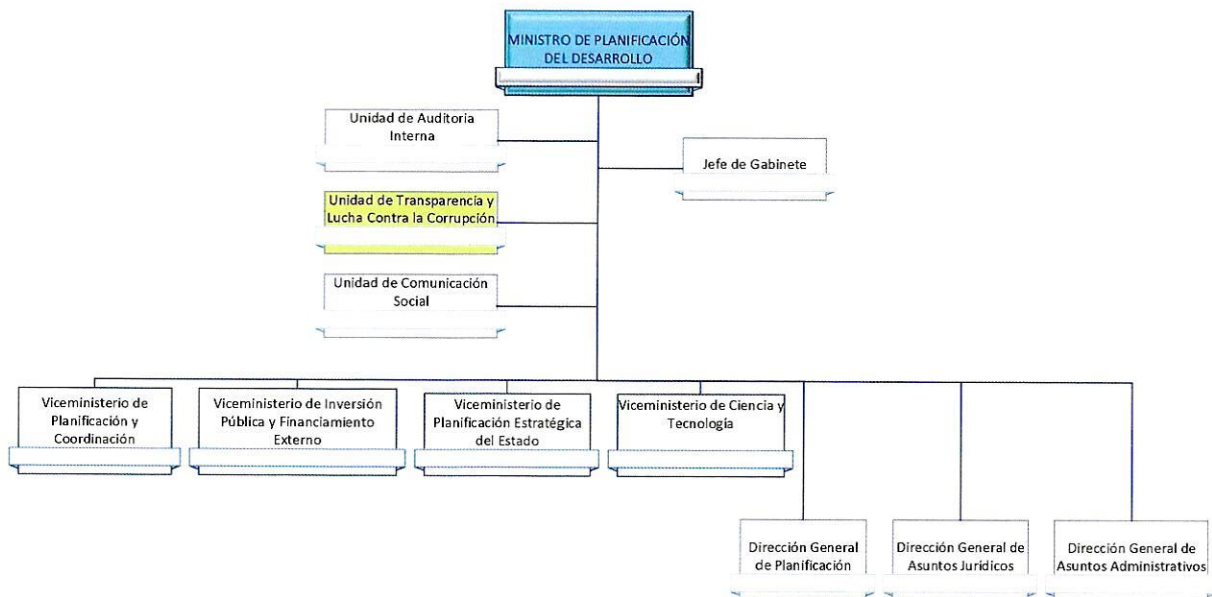 MINISTRO DE PLANIFICACIÓN
DEL DESARROLLO
Unidad de Auditoria
Interna
Jefe de Gabinete
Unidad de Transparencia y
Lucha Contra la Corrupción
Unidad de Comunicación
Social
Viceministerio de
Planificación y
Coordinación
Viceministerio de Inversión
Pública y Financiamiento
Externo
Viceministerio de
Planificación Estratégica
del Estado
Viceministerio de Ciencia y
Tecnología
Dirección General
de Planificación
Dirección General de
Asuntos Jurídicos
Dirección General de
Asuntos Administrativos